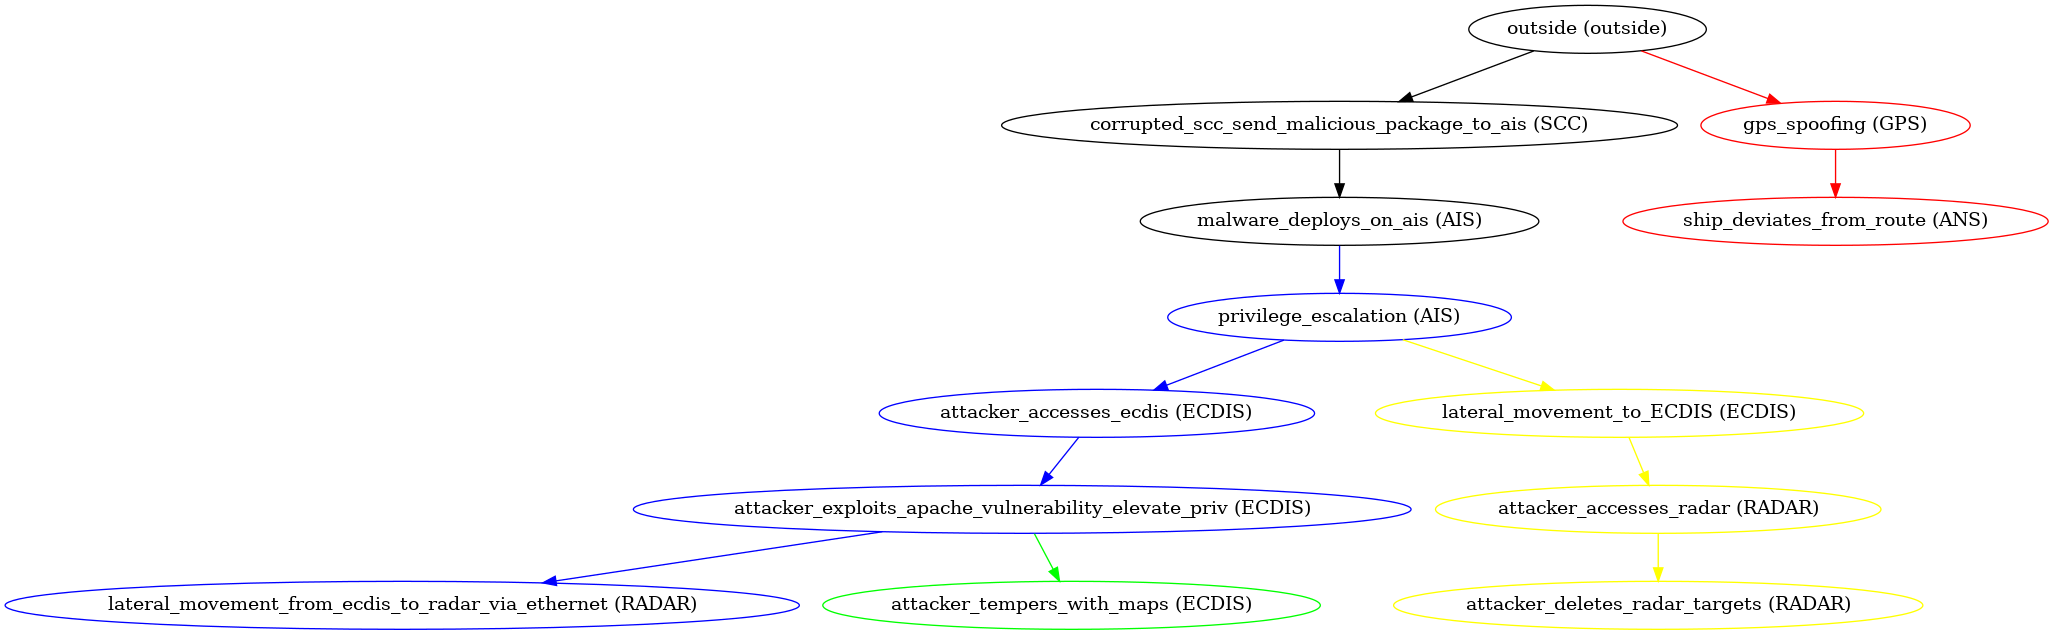 outside (outside)
corrupted_scc_send_malicious_package_to_ais (SCC)
gps_spoofing (GPS)
malware_deploys_on_ais (AIS)
ship_deviates_from_route (ANS)
privilege_escalation (AIS)
attacker_accesses_ecdis (ECDIS)
lateral_movement_to_ECDIS (ECDIS)
attacker_exploits_apache_vulnerability_elevate_priv (ECDIS)
attacker_accesses_radar (RADAR)
lateral_movement_from_ecdis_to_radar_via_ethernet (RADAR)
attacker_tempers_with_maps (ECDIS)
attacker_deletes_radar_targets (RADAR)